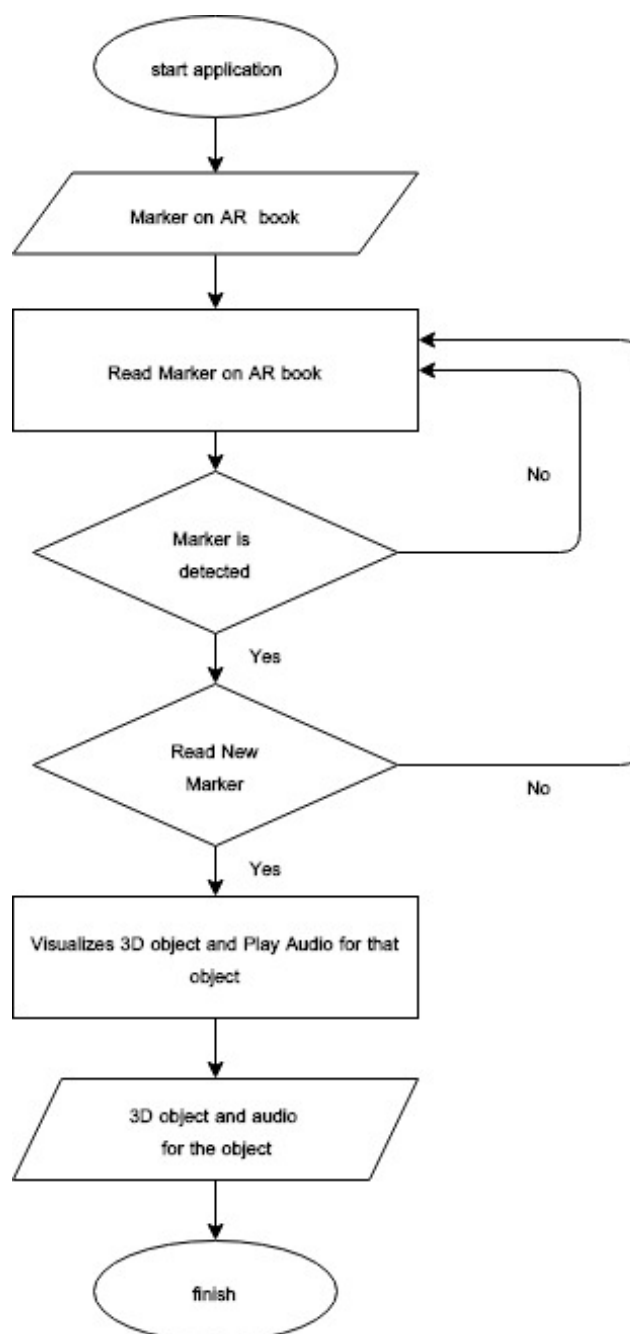 start application
Marker on AR book
Read Marker on AR book
No
Marker is
detected
Yes
Read New
Marker
No
Yes
Visualizes 3D object and Play Audio for that
object
3D object and audio
for the object
finish